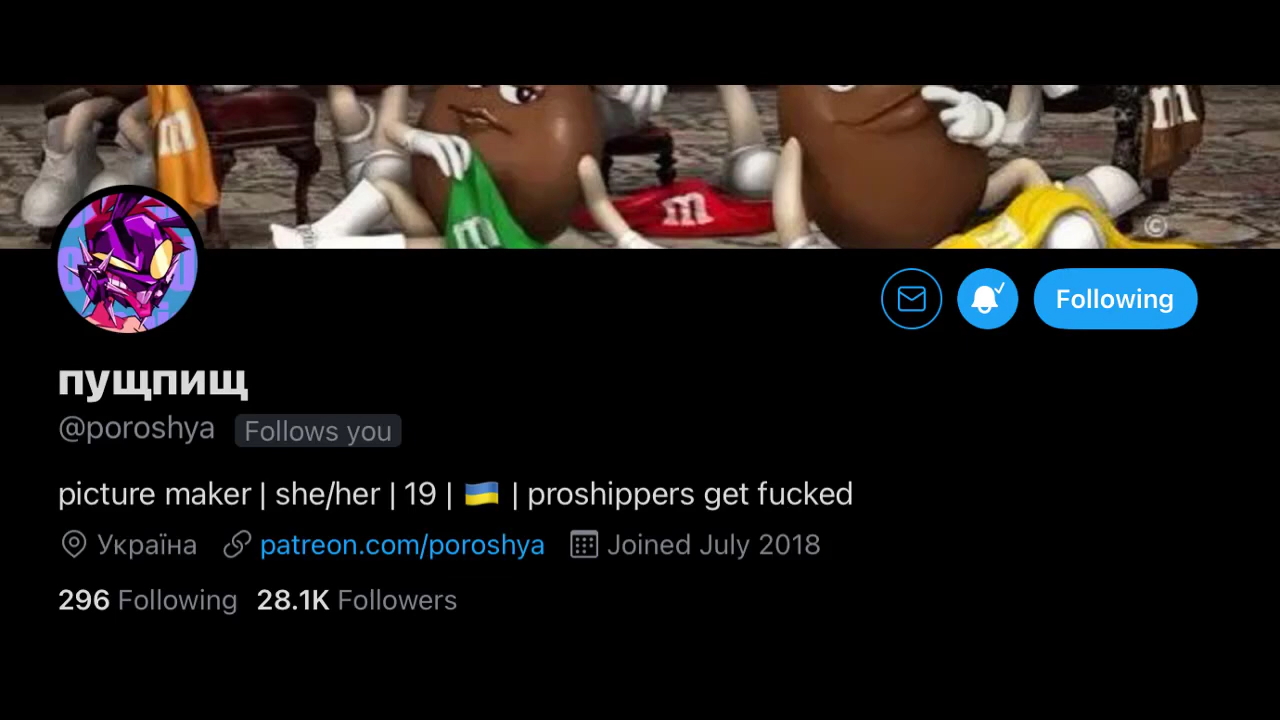 m m m m m
©
Following
пущпищ
@poroshya Follows you
picture maker | she/her | 19 | 🇺🇦 | proshippers get fucked
Україна patreon.com/poroshya Joined July 2018
296 Following 28.1K Followers